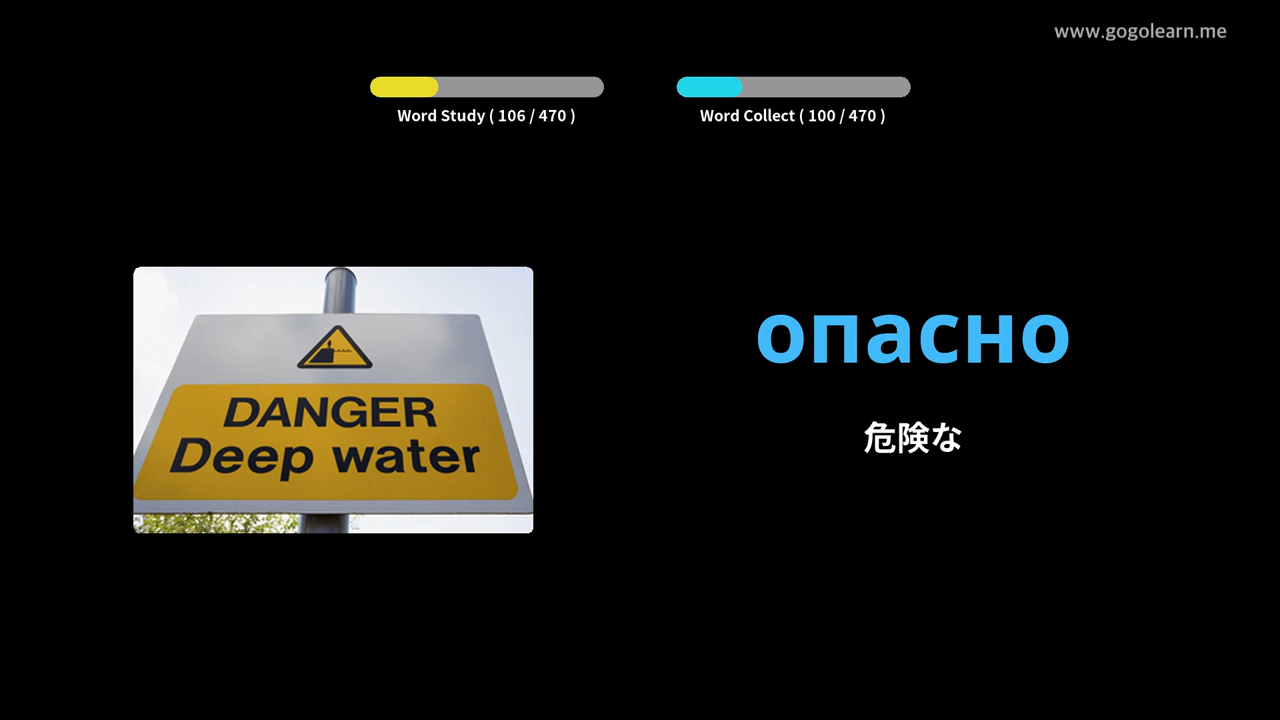 www.gogolearn.me
Word Study ( 106 / 470 )
Word Collect ( 100 / 470 )
DANGER
Deep water
опасно
危険な